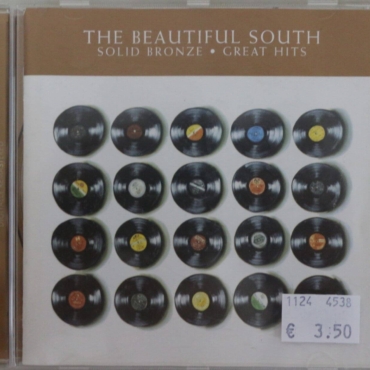 THE BEAUTIFUL SOUTH
SOLID BRONZE • GREAT HITS
1124 4538
€ 3.50